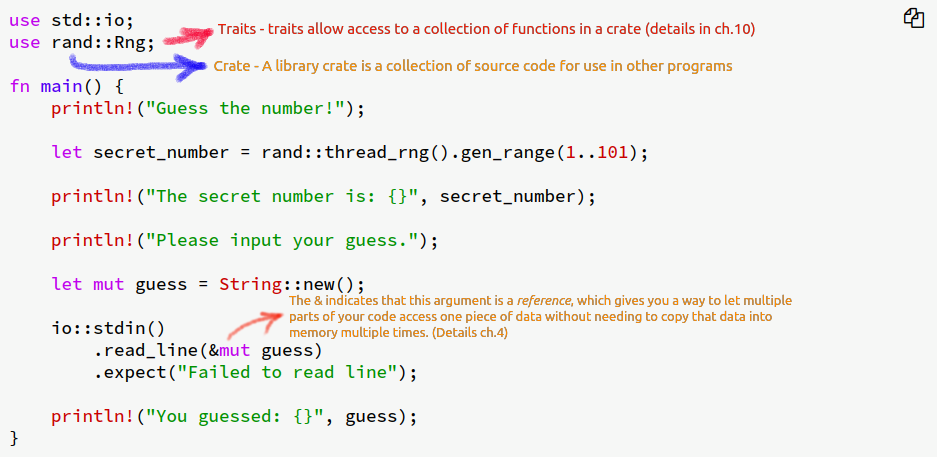 use std::io;
use rand::Rng;
Traits - traits allow access to a collection of functions in a crate (details in ch.10)
Crate - A library crate is a collection of source code for use in other programs
fn main() {
    println!("Guess the number!");
    let secret_number = rand::thread_rng().gen_range(1..101);
    println!("The secret number is: {}", secret_number);
    println!("Please input your guess.");
    let mut guess = String::new();
The & indicates that this argument is a reference, which gives you a way to let multiple
parts of your code access one piece of data without needing to copy that data into
memory multiple times. (Details ch.4)
    io::stdin()
        .read_line(&mut guess)
        .expect("Failed to read line");
    println!("You guessed: {}", guess);
}